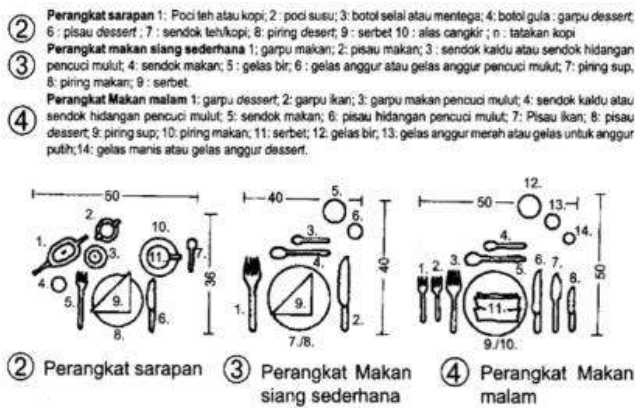 ② Perangkat sarapan 1: Poci teh atau kopi; 2 : poci susu; 3: botol selai atau mentega; 4: botol gula : garpu dessert;
6 : pisau dessert ; 7 : sendok teh/kopi; 8: piring desert; 9 : serbet 10 : alas cangkir ; n : tatakan kopi
③ Perangkat makan siang sederhana 1; garpu makan; 2: pisau makan; 3 : sendok kaldu atau sendok hidangan
pencuci mulut; 4: sendok makan; 5 : gelas bir; 6 : gelas anggur atau gelas anggur pencuci mulut; 7: piring sup,
8: piring makan; 9 : serbet.
④ Perangkat Makan malam 1: garpu dessert; 2: garpu ikan; 3: garpu makan pencuci mulut; 4: sendok kaldu atau
sendok hidangan pencuci mulut; 5: sendok makan; 6: pisau hidangan pencuci mulut; 7: Pisau ikan; 8: pisau
dessert; 9: piring sup; 10: piring makan; 11: serbet; 12: gelas bir; 13: gelas anggur merah atau gelas untuk anggur
putih;14: gelas manis atau gelas anggur dessert.
50
2.
10.
1.
3.
11.
7.
4.
5.
9.
6.
8.
36
40
5.
6.
3.
4.
1.
9.
2.
7./8.
40
12.
50
13.
14.
4.
5.
1. 2. 3.
6. 7. 8.
11.
9./10.
50
② Perangkat sarapan
③ Perangkat Makan
siang sederhana
④ Perangkat Makan
malam